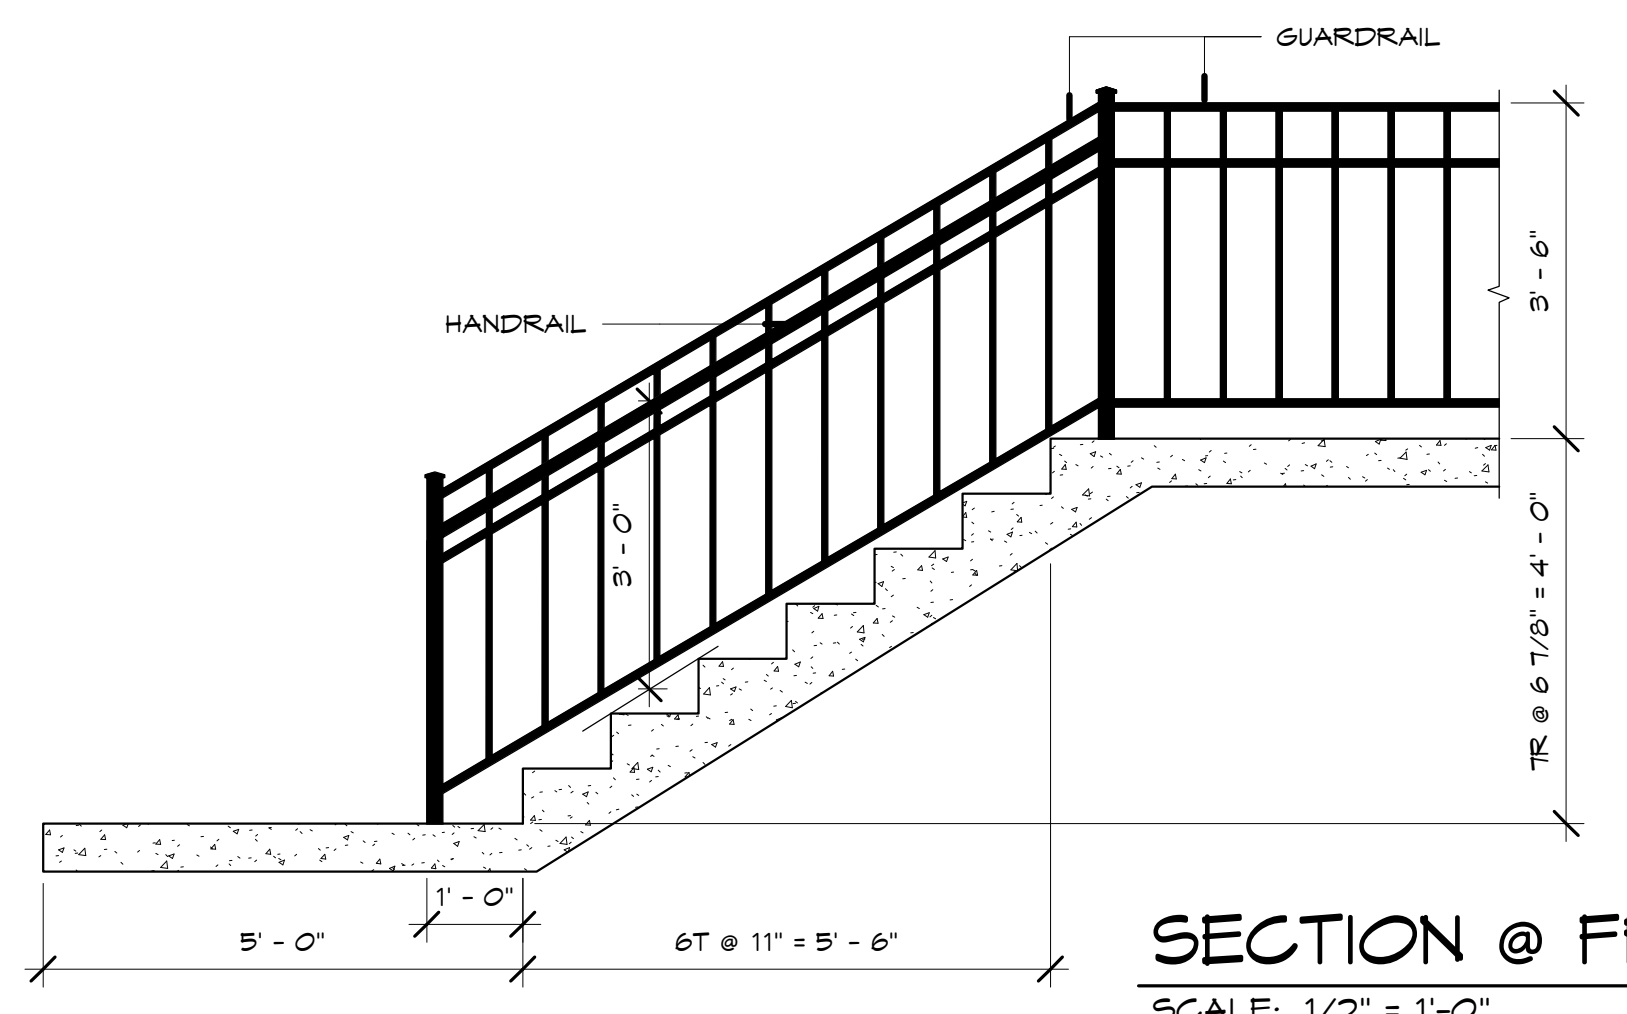 GUARDRAIL
HANDRAIL
3' - 6"
3' - 0"
7R @ 6 7/8" = 4' - 0"
1' - 0"
5' - 0"
6T @ 11" = 5' - 6"
SECTION @
SCALE: 1/2" = 1'-0"